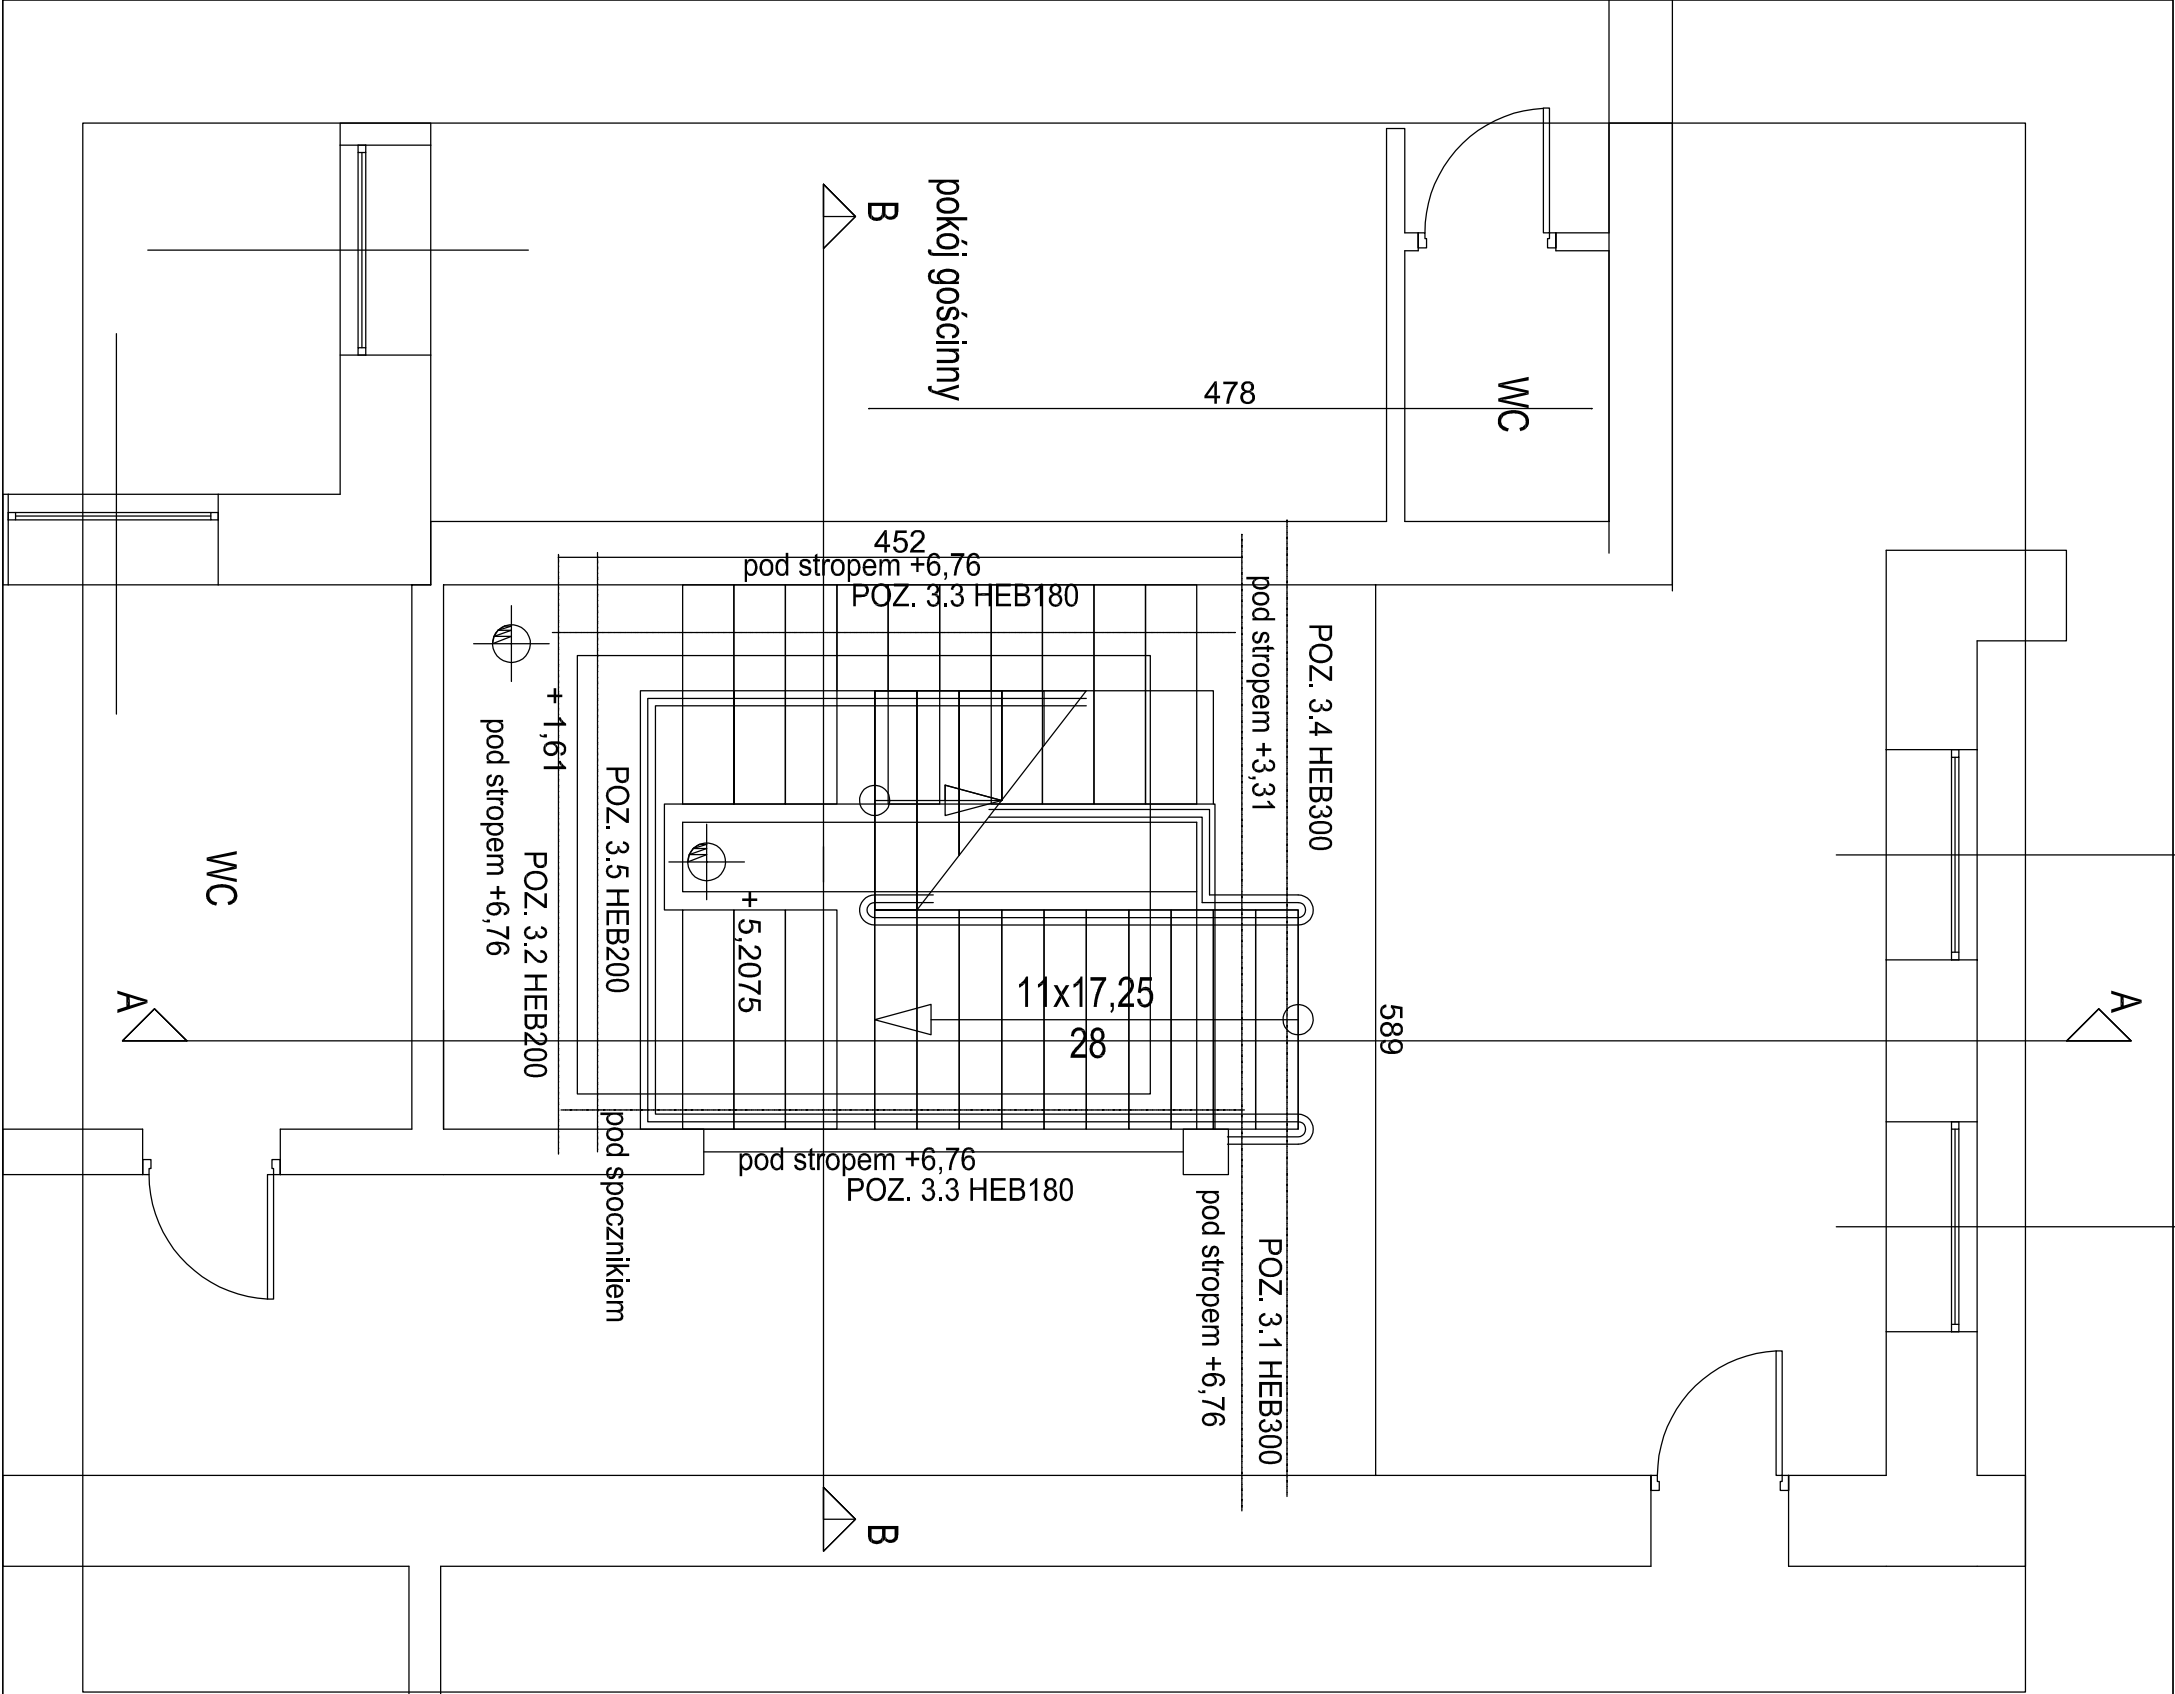 B
pokój gościnny
478
WC
452
pod stropem +6,76
POZ. 3.3 HEB180
pod stropem +3,31
POZ. 3.4 HEB300
+ 1,61
pod stropem +6,76
POZ. 3.2 HEB200
POZ. 3.5 HEB200
pod spocznikiem
WC
+ 5,2075
11x17,25
28
589
A
A
pod stropem +6,76
POZ. 3.3 HEB180
pod stropem +6,76
POZ. 3.1 HEB300
B